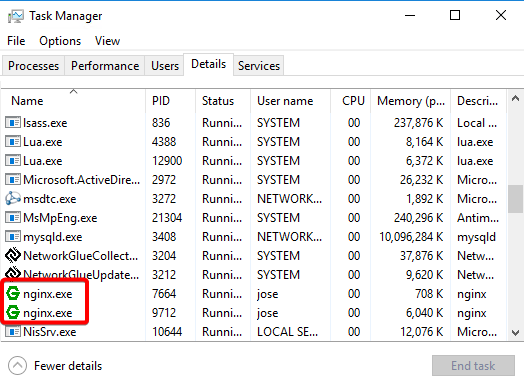 Task Manager
File Options View
Processes Performance Users Details Services
Name PID Status User name CPU Memory (p... Descri...
lsass.exe 836 Runni... SYSTEM 00 237,876 K Local ...
Lua.exe 4388 Runni... SYSTEM 00 8,164 K lua.exe
Lua.exe 12900 Runni... SYSTEM 00 6,372 K lua.exe
Microsoft.ActiveDire... 2972 Runni... SYSTEM 00 26,232 K Micro...
msdtc.exe 3272 Runni... NETWORK... 00 1,892 K Micro...
MsMpEng.exe 21304 Runni... SYSTEM 00 240,296 K Antim...
mysqld.exe 3408 Runni... NETWORK... 00 10,096,284 K mysqld
NetworkGlueCollect... 3204 Runni... SYSTEM 00 37,876 K End ta...
NetworkGlueUpdate... 3212 Runni... SYSTEM 00 9,620 K End ta...
nginx.exe 7664 Runni... jose 00 708 K nginx
nginx.exe 9712 Runni... jose 00 6,040 K nginx
NisSrv.exe 10644 Runni... LOCAL SE... 00 12,076 K Micro...
Fewer details End task